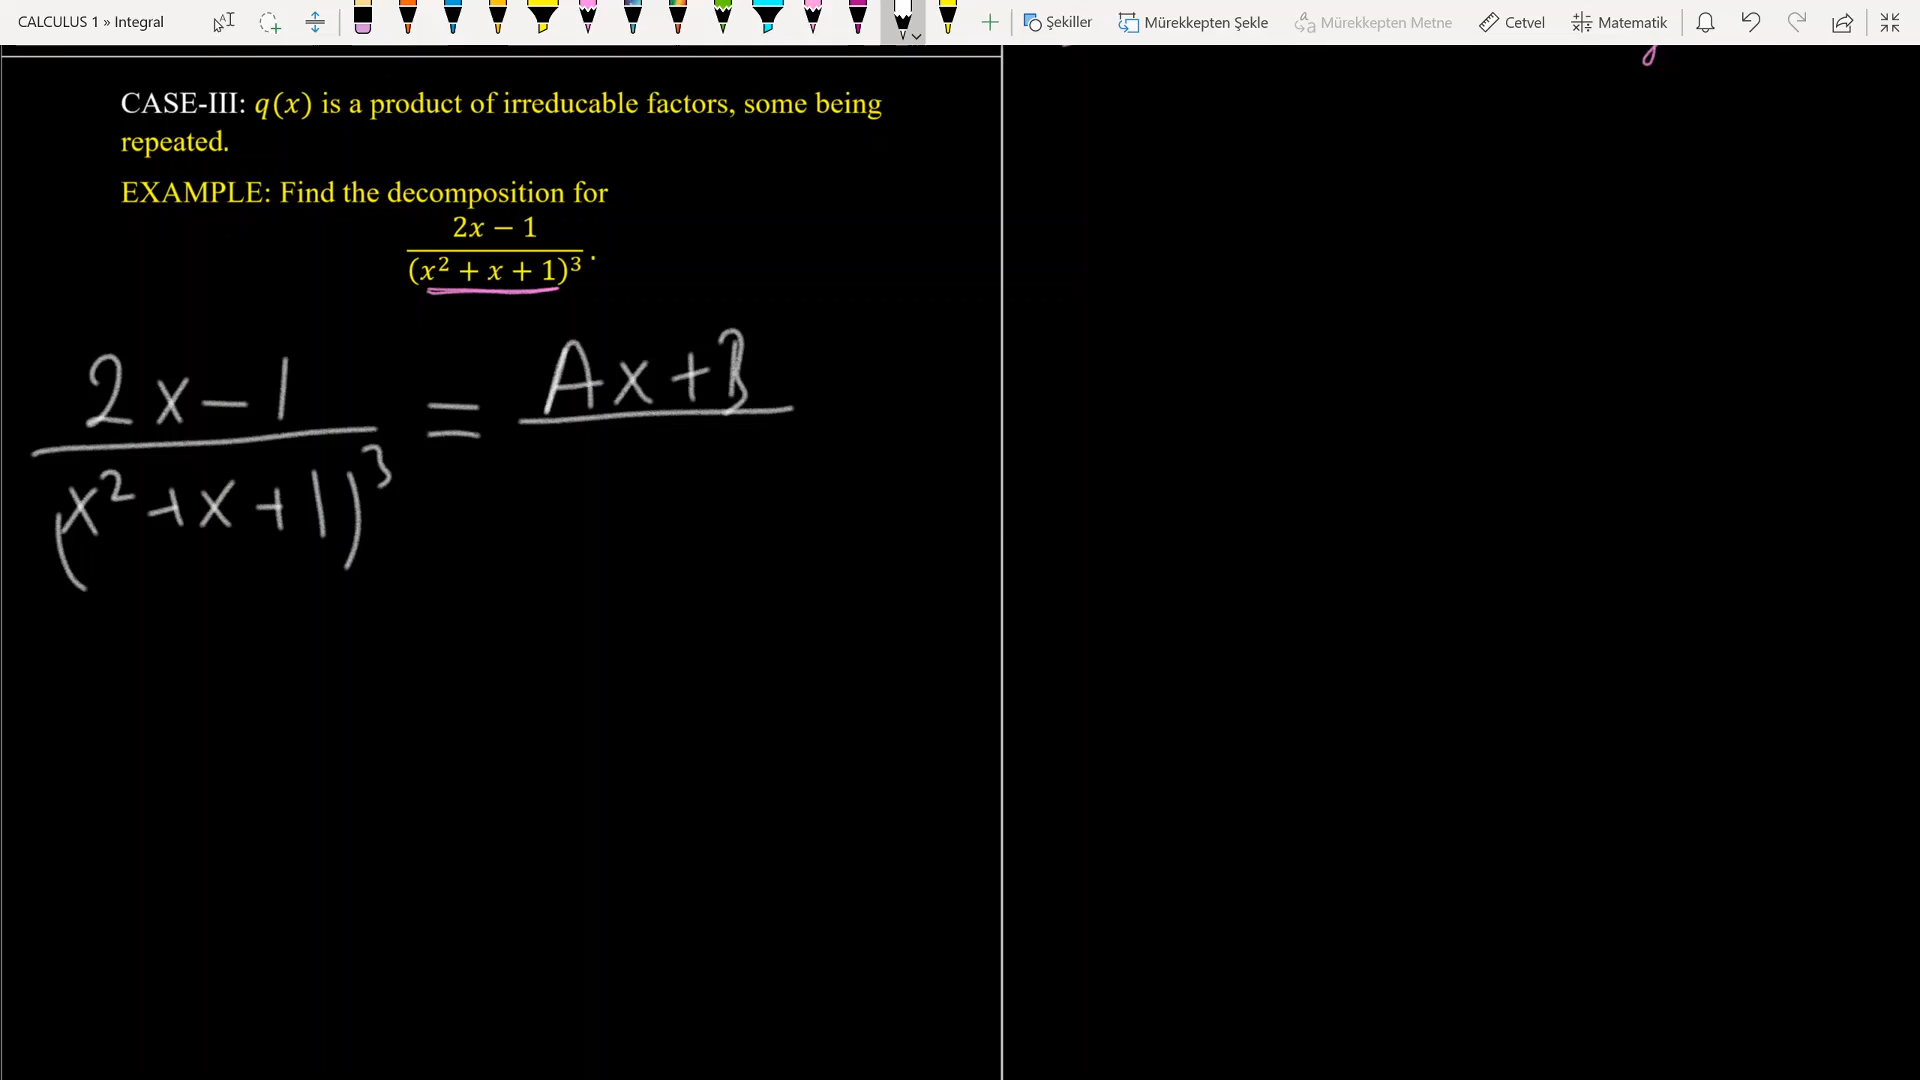 CALCULUS 1 » Integral Şekiller Mürekkepten Şekle Mürekkepten Metne Cetvel Matematik
CASE-III: q(x) is a product of irreducable factors, some being
repeated.
EXAMPLE: Find the decomposition for
2x − 1
(x² + x + 1)³ .
2x - 1 = Ax + B
(x² + x + 1)³